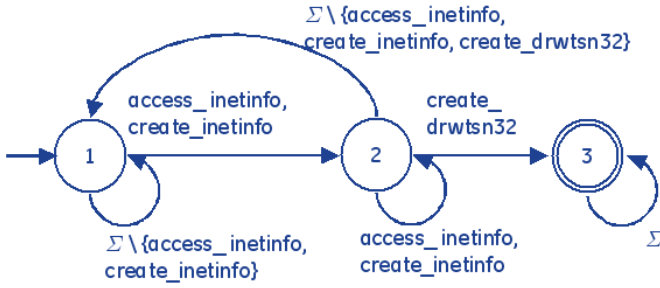 Σ \ {access_inetinfo,
create_inetinfo, create_drwtsn32}
access_inetinfo,
create_inetinfo
create_
drwtsn32
1
2
3
Σ \ {access_inetinfo,
create_inetinfo}
access_inetinfo,
create_inetinfo
Σ